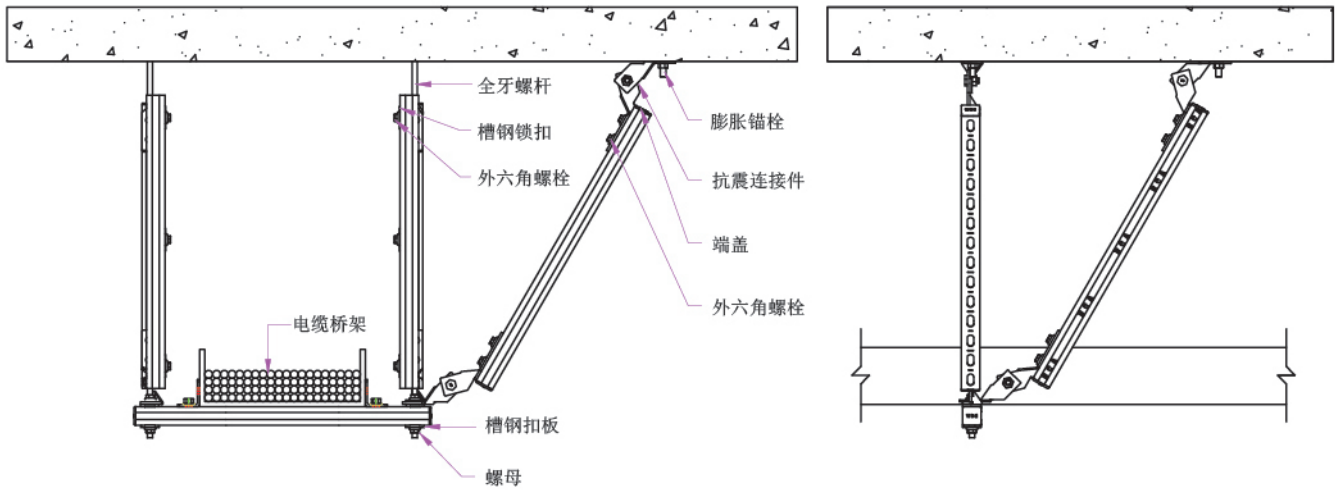 全牙螺杆
槽钢锁扣
外六角螺栓
膨胀锚栓
抗震连接件
端盖
外六角螺栓
电缆桥架
槽钢扣板
螺母